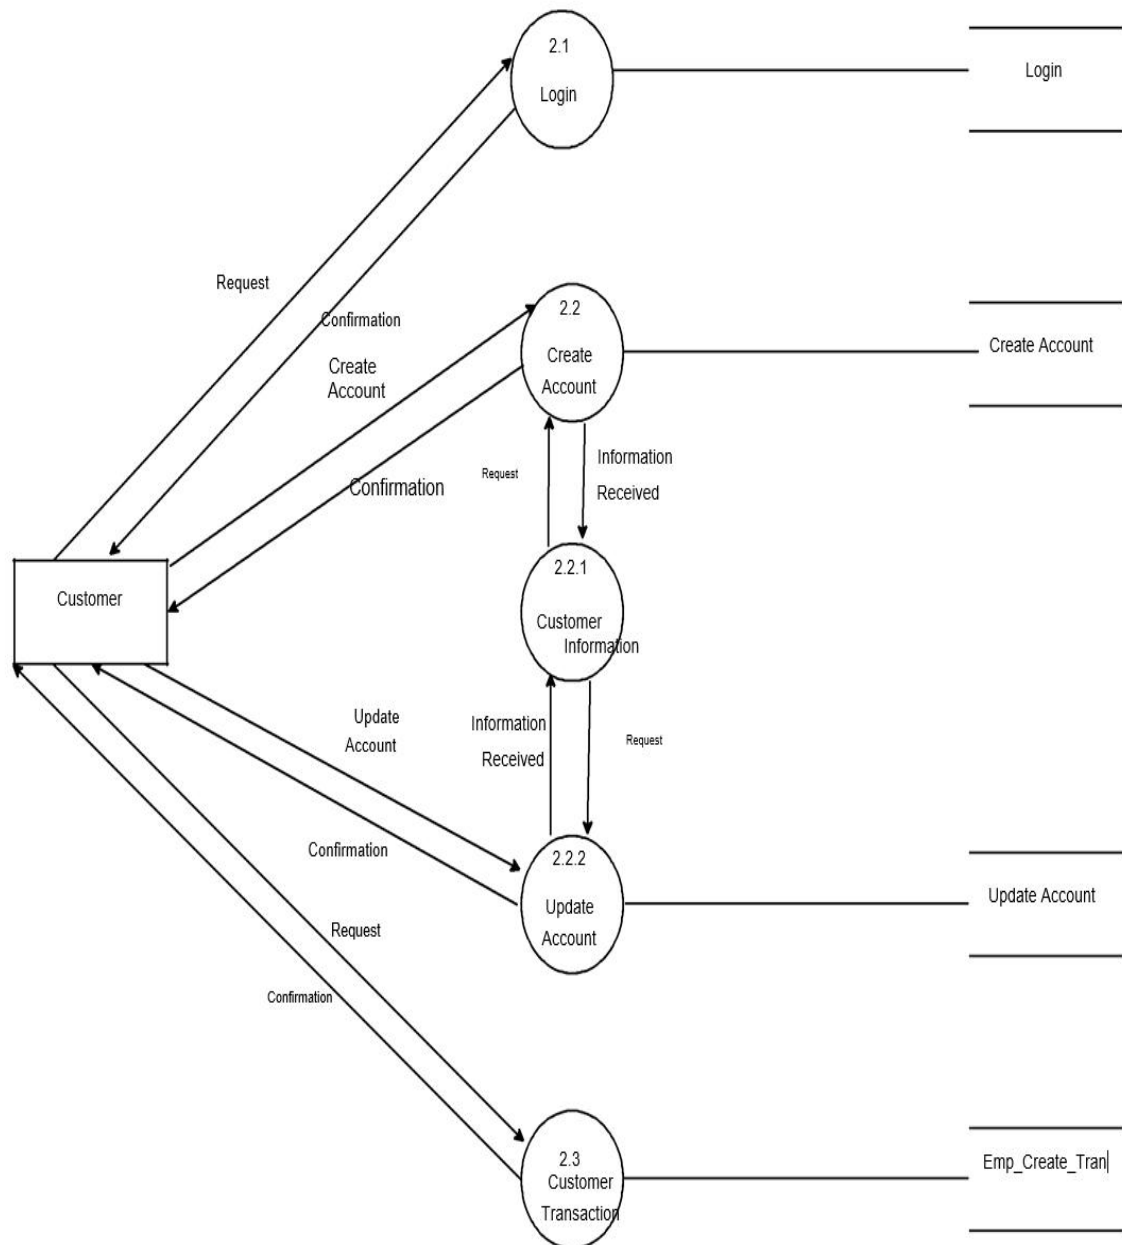 2.1
Login
Login
Request
Confirmation
2.2
Create
Account
Create Account
Create
Account
Confirmation
Request
Information
Received
2.2.1
Customer
Information
Customer
Update
Account
Information
Received
Request
Confirmation
2.2.2
Update
Account
Update Account
Request
Confirmation
2.3
Customer
Transaction
Emp_Create_Tran